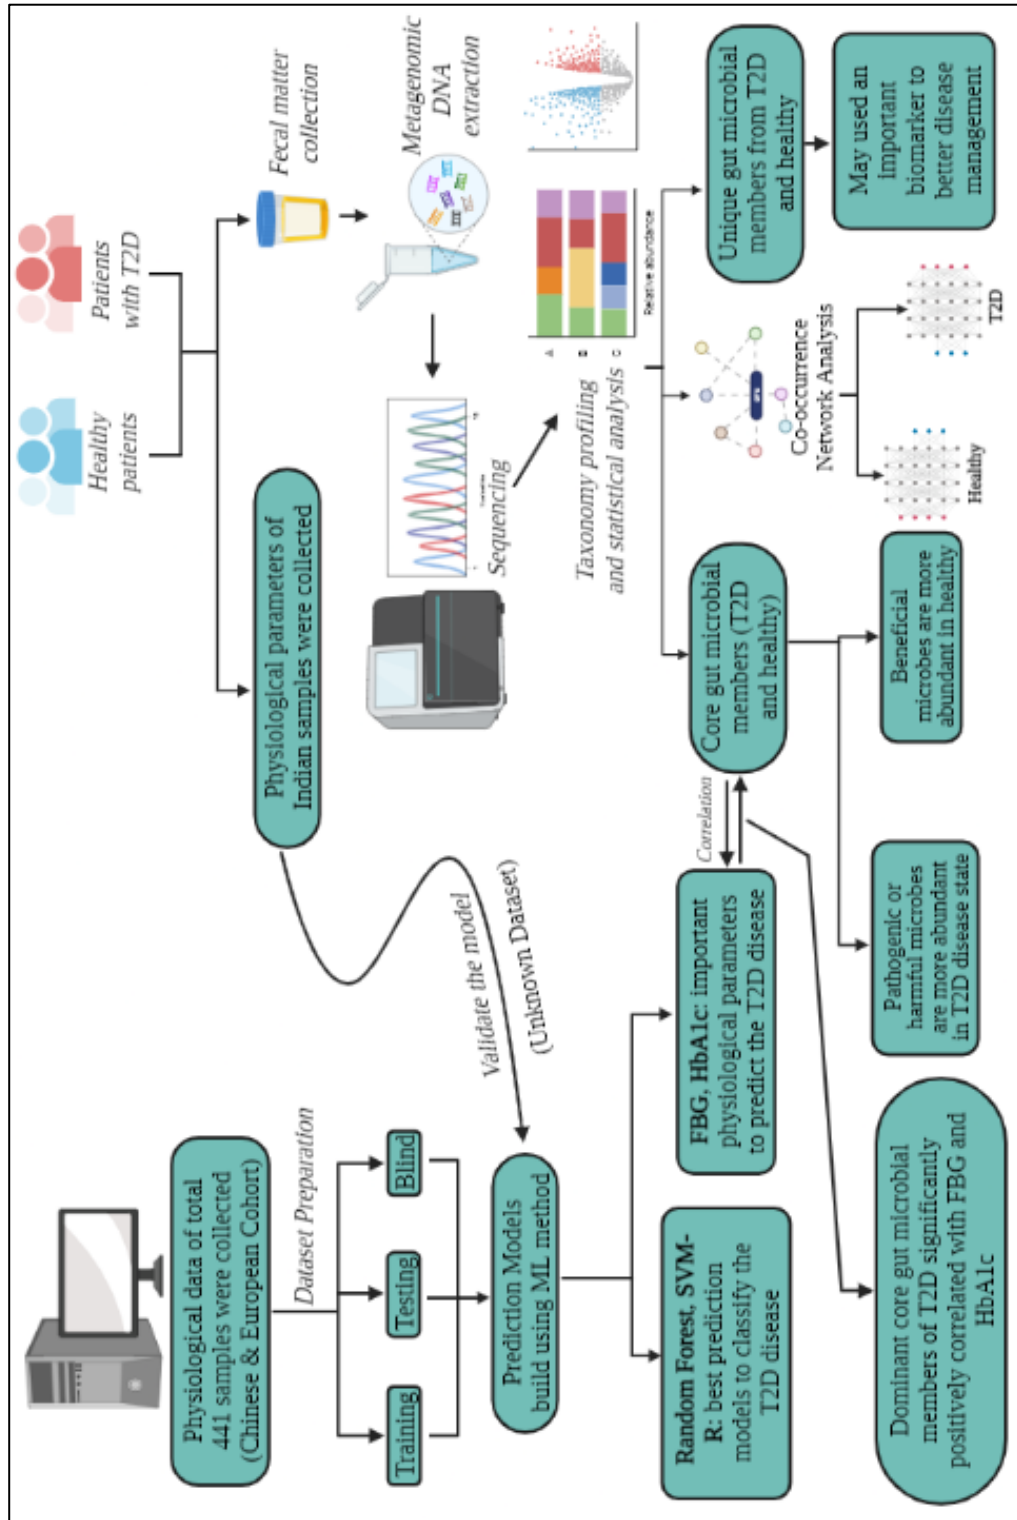 Physiological data of total
441 samples were collected
(Chinese & European Cohort)
Dataset Preparation
Training
Testing
Blind
Prediction Models
build using ML method
Random Forest, SVM-
R: best prediction
models to classify the
T2D disease
FBG, HbA1c: important
physiological parameters
to predict the T2D disease
Validate the model
(Unknown Dataset)
Healthy
patients
Patients
with T2D
Physiological parameters of
Indian samples were collected
Fecal matter
collection
Metagenomic
DNA
extraction
Sequencing
Taxonomy profiling
and statistical analysis
A
B
C
Relative abundance
Correlation
Core gut microbial
members (T2D
and healthy)
Co-occurrence
Network Analysis
Healthy
T2D
Unique gut microbial
members from T2D
and healthy
May used an
important
biomarker to
better disease
management
Dominant core gut microbial
members of T2D significantly
positively correlated with FBG and
HbA1c
Pathogenic or
harmful microbes
are more abundant
in T2D disease state
Beneficial
microbes are more
abundant in healthy